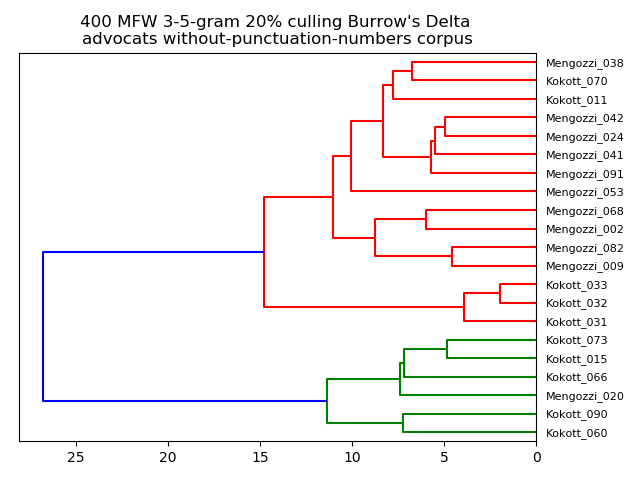 400 MFW 3-5-gram 20% culling Burrow's Delta
advocats without-punctuation-numbers corpus
Mengozzi_038
Kokott_070
Kokott_011
Mengozzi_042
Mengozzi_024
Mengozzi_041
Mengozzi_091
Mengozzi_053
Mengozzi_068
Mengozzi_002
Mengozzi_082
Mengozzi_009
Kokott_033
Kokott_032
Kokott_031
Kokott_073
Kokott_015
Kokott_066
Mengozzi_020
Kokott_090
Kokott_060
25 20 15 10 5 0